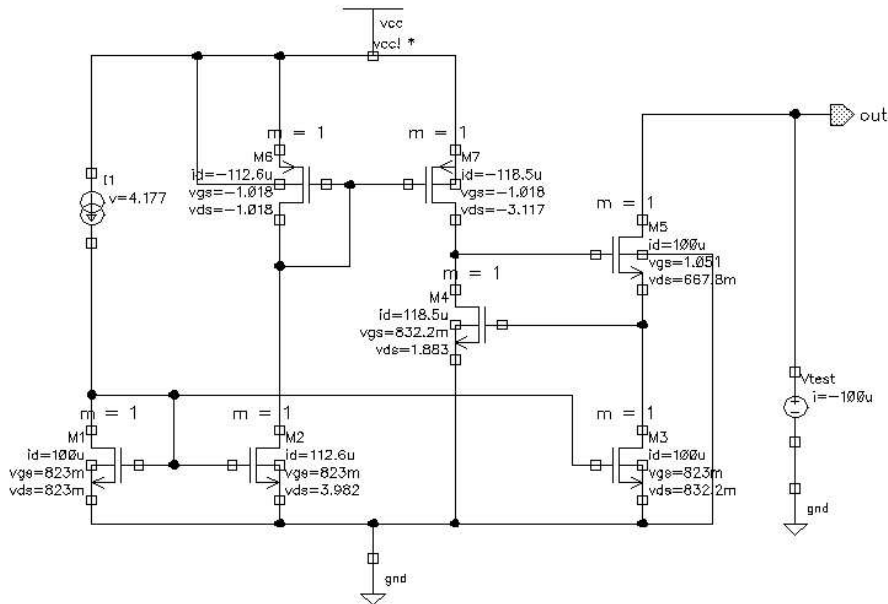 vcc
vcc! *
out
m = 1
m = 1
M6
id=-112.6u
vgs=-1.018
vds=-1.018
M7
id=-118.5u
vgs=-1.018
vds=-3.117
I1
v=4.177
m = 1
M5
id=100u
vgs=1.051
vds=667.8m
m = 1
M4
id=118.5u
vgs=832.2m
vds=1.883
Vtest
i=-100u
m = 1
M1
id=100u
vgs=823m
vds=823m
m = 1
M2
id=112.6u
vgs=823m
vds=3.982
m = 1
M3
id=100u
vgs=823m
vds=832.2m
gnd
gnd